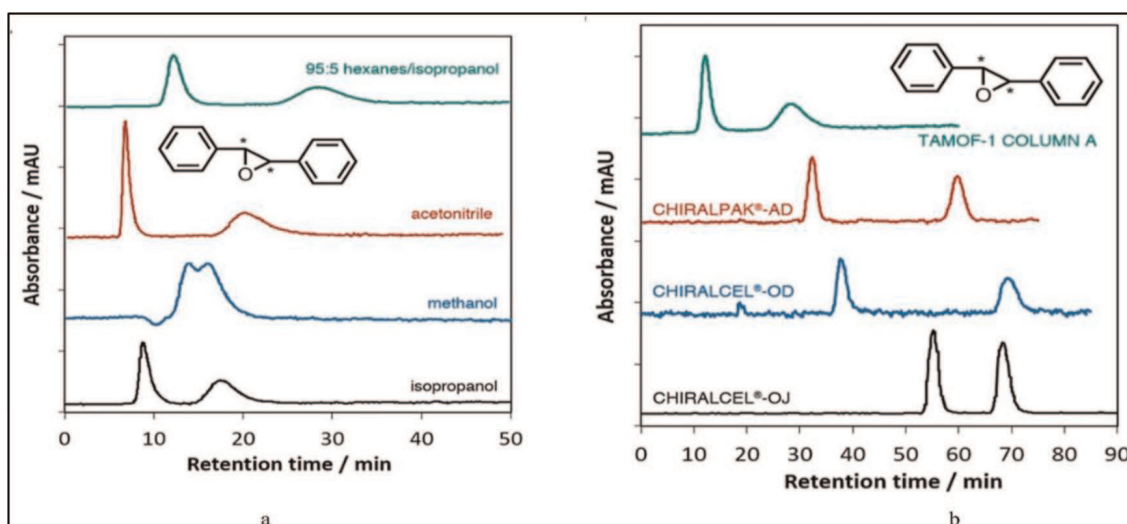 a
95:5 hexanes/isopropanol
*
O
*
acetonitrile
methanol
isopropanol
Absorbance / mAU
0 10 20 30 40 50
Retention time / min
a
b
*
O
*
TAMOF-1 COLUMN A
CHIRALPAK®-AD
CHIRALCEL®-OD
CHIRALCEL®-OJ
Absorbance / mAU
0 10 20 30 40 50 60 70 80 90
Retention time / min
b